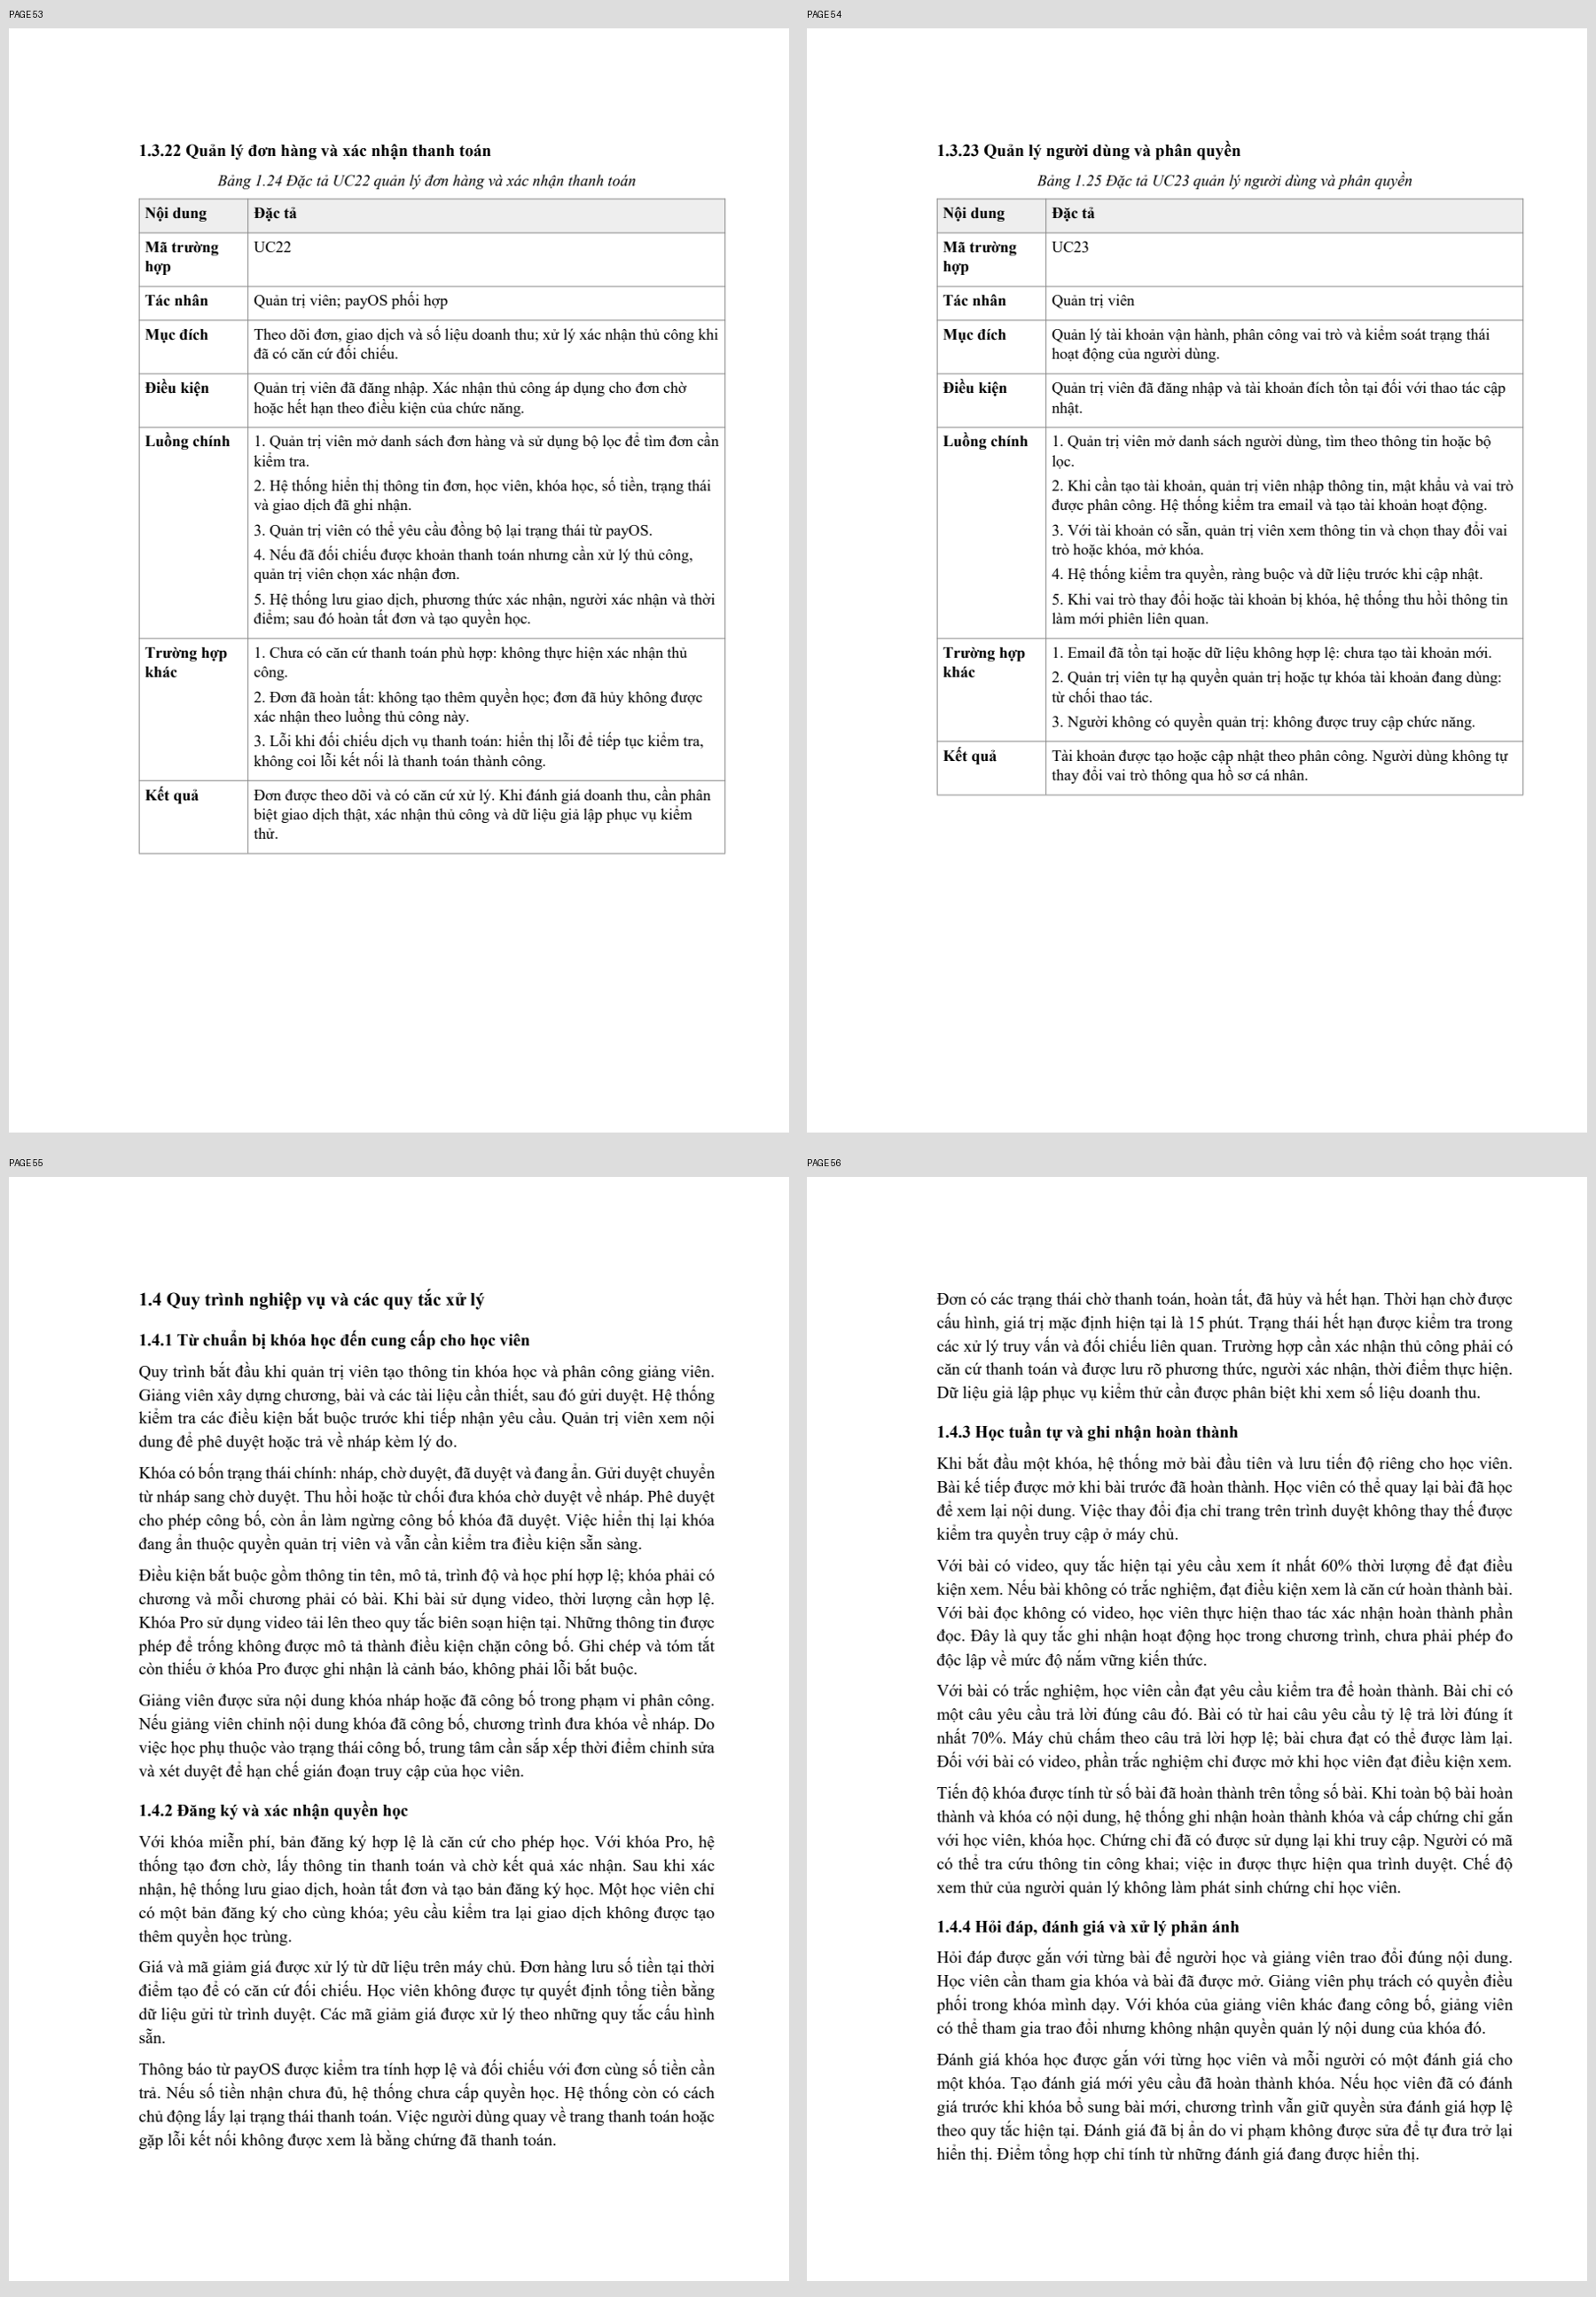 PAGE 53
1.3.22 Quản lý đơn hàng và xác nhận thanh toán
Bảng 1.24 Đặc tả UC22 quản lý đơn hàng và xác nhận thanh toán
Nội dung Đặc tả
Mã trường hợp UC22
Tác nhân Quản trị viên; payOS phối hợp
Mục đích Theo dõi đơn, giao dịch và số liệu doanh thu; xử lý xác nhận thủ công khi
đã có căn cứ đối chiếu.
Điều kiện Quản trị viên đã đăng nhập. Xác nhận thủ công áp dụng cho đơn chờ
hoặc hết hạn theo điều kiện của chức năng.
Luồng chính 1. Quản trị viên mở danh sách đơn hàng và sử dụng bộ lọc để tìm đơn cần
kiểm tra.
2. Hệ thống hiển thị thông tin đơn, học viên, khóa học, số tiền, trạng thái
và giao dịch đã ghi nhận.
3. Quản trị viên có thể yêu cầu đồng bộ lại trạng thái từ payOS.
4. Nếu đã đối chiếu được khoản thanh toán nhưng cần xử lý thủ công,
quản trị viên chọn xác nhận đơn.
5. Hệ thống lưu giao dịch, phương thức xác nhận, người xác nhận và thời
điểm; sau đó hoàn tất đơn và tạo quyền học.
Trường hợp khác 1. Chưa có căn cứ thanh toán phù hợp: không thực hiện xác nhận thủ
công.
2. Đơn đã hoàn tất: không tạo thêm quyền học; đơn đã hủy không được
xác nhận theo luồng thủ công này.
3. Lỗi khi đối chiếu dịch vụ thanh toán: hiển thị lỗi để tiếp tục kiểm tra,
không coi lỗi kết nối là thanh toán thành công.
Kết quả Đơn được theo dõi và có căn cứ xử lý. Khi đánh giá doanh thu, cần phân
biệt giao dịch thật, xác nhận thủ công và dữ liệu giả lập phục vụ kiểm
thử.
PAGE 54
1.3.23 Quản lý người dùng và phân quyền
Bảng 1.25 Đặc tả UC23 quản lý người dùng và phân quyền
Nội dung Đặc tả
Mã trường hợp UC23
Tác nhân Quản trị viên
Mục đích Quản lý tài khoản vận hành, phân công vai trò và kiểm soát trạng thái
hoạt động của người dùng.
Điều kiện Quản trị viên đã đăng nhập và tài khoản đích tồn tại đối với thao tác cập
nhật.
Luồng chính 1. Quản trị viên mở danh sách người dùng, tìm theo thông tin hoặc bộ
lọc.
2. Khi cần tạo tài khoản, quản trị viên nhập thông tin, mật khẩu và vai trò
được phân công. Hệ thống kiểm tra email và tạo tài khoản hoạt động.
3. Với tài khoản có sẵn, quản trị viên xem thông tin và chọn thay đổi vai
trò hoặc khóa, mở khóa.
4. Hệ thống kiểm tra quyền, ràng buộc và dữ liệu trước khi cập nhật.
5. Khi vai trò thay đổi hoặc tài khoản bị khóa, hệ thống thu hồi thông tin
làm mới phiên liên quan.
Trường hợp khác 1. Email đã tồn tại hoặc dữ liệu không hợp lệ: chưa tạo tài khoản mới.
2. Quản trị viên tự hạ quyền quản trị hoặc tự khóa tài khoản đang dùng:
từ chối thao tác.
3. Người không có quyền quản trị: không được truy cập chức năng.
Kết quả Tài khoản được tạo hoặc cập nhật theo phân công. Người dùng không tự
thay đổi vai trò thông qua hồ sơ cá nhân.
PAGE 55
1.4 Quy trình nghiệp vụ và các quy tắc xử lý
1.4.1 Từ chuẩn bị khóa học đến cung cấp cho học viên
Quy trình bắt đầu khi quản trị viên tạo thông tin khóa học và phân công giảng viên.
Giảng viên xây dựng chương, bài và các tài liệu cần thiết, sau đó gửi duyệt. Hệ thống
kiểm tra các điều kiện bắt buộc trước khi tiếp nhận yêu cầu. Quản trị viên xem nội
dung để phê duyệt hoặc trả về nháp kèm lý do.
Khóa có bốn trạng thái chính: nháp, chờ duyệt, đã duyệt và đang ẩn. Gửi duyệt chuyển
từ nháp sang chờ duyệt. Thu hồi hoặc từ chối đưa khóa chờ duyệt về nháp. Phê duyệt
cho phép công bố, còn ẩn làm ngừng công bố khóa đã duyệt. Việc hiển thị lại khóa
đang ẩn thuộc quyền quản trị viên và vẫn cần kiểm tra điều kiện sẵn sàng.
Điều kiện bắt buộc gồm thông tin tên, mô tả, trình độ và học phí hợp lệ; khóa phải có
chương và mỗi chương phải có bài. Khi bài sử dụng video, thời lượng cần hợp lệ.
Khóa Pro sử dụng video tải lên theo quy tắc biên soạn hiện tại. Những thông tin được
phép để trống không được mô tả thành điều kiện chặn công bố. Ghi chép và tóm tắt
còn thiếu ở khóa Pro được ghi nhận là cảnh báo, không phải lỗi bắt buộc.
Giảng viên được sửa nội dung khóa nháp hoặc đã công bố trong phạm vi phân công.
Nếu giảng viên chỉnh nội dung khóa đã công bố, chương trình đưa khóa về nháp. Do
việc học phụ thuộc vào trạng thái công bố, trung tâm cần sắp xếp thời điểm chỉnh sửa
và xét duyệt để hạn chế gián đoạn truy cập của học viên.
1.4.2 Đăng ký và xác nhận quyền học
Với khóa miễn phí, bản đăng ký hợp lệ là căn cứ cho phép học. Với khóa Pro, hệ
thống tạo đơn chờ, lấy thông tin thanh toán và chờ kết quả xác nhận. Sau khi xác
nhận, hệ thống lưu giao dịch, hoàn tất đơn và tạo bản đăng ký học. Một học viên chỉ
có một bản đăng ký cho cùng khóa; yêu cầu kiểm tra lại giao dịch không được tạo
thêm quyền học trùng.
Giá và mã giảm giá được xử lý từ dữ liệu trên máy chủ. Đơn hàng lưu số tiền tại thời
điểm tạo để có căn cứ đối chiếu. Học viên không được tự quyết định tổng tiền bằng
dữ liệu gửi từ trình duyệt. Các mã giảm giá được xử lý theo những quy tắc cấu hình
sẵn.
Thông báo từ payOS được kiểm tra tính hợp lệ và đối chiếu với đơn cùng số tiền cần
trả. Nếu số tiền nhận chưa đủ, hệ thống chưa cấp quyền học. Hệ thống còn có cách
chủ động lấy lại trạng thái thanh toán. Việc người dùng quay về trang thanh toán hoặc
gặp lỗi kết nối không được xem là bằng chứng đã thanh toán.
PAGE 56
Đơn có các trạng thái chờ thanh toán, hoàn tất, đã hủy và hết hạn. Thời hạn chờ được
cấu hình, giá trị mặc định hiện tại là 15 phút. Trạng thái hết hạn được kiểm tra trong
các xử lý truy vấn và đối chiếu liên quan. Trường hợp cần xác nhận thủ công phải có
căn cứ thanh toán và được lưu rõ phương thức, người xác nhận, thời điểm thực hiện.
Dữ liệu giả lập phục vụ kiểm thử cần được phân biệt khi xem số liệu doanh thu.
1.4.3 Học tuần tự và ghi nhận hoàn thành
Khi bắt đầu một khóa, hệ thống mở bài đầu tiên và lưu tiến độ riêng cho học viên.
Bài kế tiếp được mở khi bài trước đã hoàn thành. Học viên có thể quay lại bài đã học
để xem lại nội dung. Việc thay đổi địa chỉ trang trên trình duyệt không thay thế được
kiểm tra quyền truy cập ở máy chủ.
Với bài có video, quy tắc hiện tại yêu cầu xem ít nhất 60% thời lượng để đạt điều
kiện xem. Nếu bài không có trắc nghiệm, đạt điều kiện xem là căn cứ hoàn thành bài.
Với bài đọc không có video, học viên thực hiện thao tác xác nhận hoàn thành phần
đọc. Đây là quy tắc ghi nhận hoạt động học trong chương trình, chưa phải phép đo
độc lập về mức độ nắm vững kiến thức.
Với bài có trắc nghiệm, học viên cần đạt yêu cầu kiểm tra để hoàn thành. Bài chỉ có
một câu yêu cầu trả lời đúng câu đó. Bài có từ hai câu yêu cầu tỷ lệ trả lời đúng ít
nhất 70%. Máy chủ chấm theo câu trả lời hợp lệ; bài chưa đạt có thể được làm lại.
Đối với bài có video, phần trắc nghiệm chỉ được mở khi học viên đạt điều kiện xem.
Tiến độ khóa được tính từ số bài đã hoàn thành trên tổng số bài. Khi toàn bộ bài hoàn
thành và khóa có nội dung, hệ thống ghi nhận hoàn thành khóa và cấp chứng chỉ gắn
với học viên, khóa học. Chứng chỉ đã có được sử dụng lại khi truy cập. Người có mã
có thể tra cứu thông tin công khai; việc in được thực hiện qua trình duyệt. Chế độ
xem thử của người quản lý không làm phát sinh chứng chỉ học viên.
1.4.4 Hỏi đáp, đánh giá và xử lý phản ánh
Hỏi đáp được gắn với từng bài để người học và giảng viên trao đổi đúng nội dung.
Học viên cần tham gia khóa và bài đã được mở. Giảng viên phụ trách có quyền điều
phối trong khóa mình dạy. Với khóa của giảng viên khác đang công bố, giảng viên
có thể tham gia trao đổi nhưng không nhận quyền quản lý nội dung của khóa đó.
Đánh giá khóa học được gắn với từng học viên và mỗi người có một đánh giá cho
một khóa. Tạo đánh giá mới yêu cầu đã hoàn thành khóa. Nếu học viên đã có đánh
giá trước khi khóa bổ sung bài mới, chương trình vẫn giữ quyền sửa đánh giá hợp lệ
theo quy tắc hiện tại. Đánh giá đã bị ẩn do vi phạm không được sửa để tự đưa trở lại
hiển thị. Điểm tổng hợp chỉ tính từ những đánh giá đang được hiển thị.